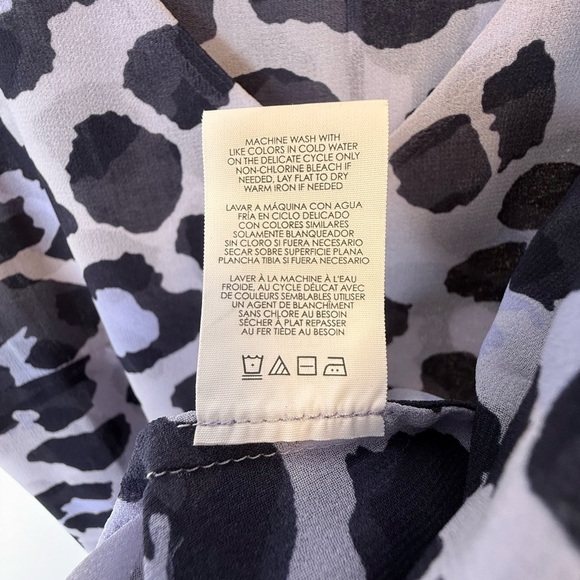 MACHINE WASH WITH
LIKE COLORS IN COLD WATER
ON THE DELICATE CYCLE ONLY
NON-CHLORINE BLEACH IF
NEEDED, LAY FLAT TO DRY
WARM IRON IF NEEDED
LAVAR A MÁQUINA CON AGUA
FRÍA EN CICLO DELICADO
CON COLORES SIMILARES
SOLAMENTE BLANQUEADOR
SIN CLORO SI FUERA NECESARIO
SECAR SOBRE SUPERFICIE PLANA
PLANCHA TIBIA SI FUERA NECESARIO
LAVER À LA MACHINE À L'EAU
FROIDE, AU CYCLE DÉLICAT AVEC
DE COULEURS SEMBLABLES UTILISER
UN AGENT DE BLANCHIMENT
SANS CHLORE AU BESOIN
SÉCHER À PLAT REPASSER
AU FER TIÈDE AU BESOIN